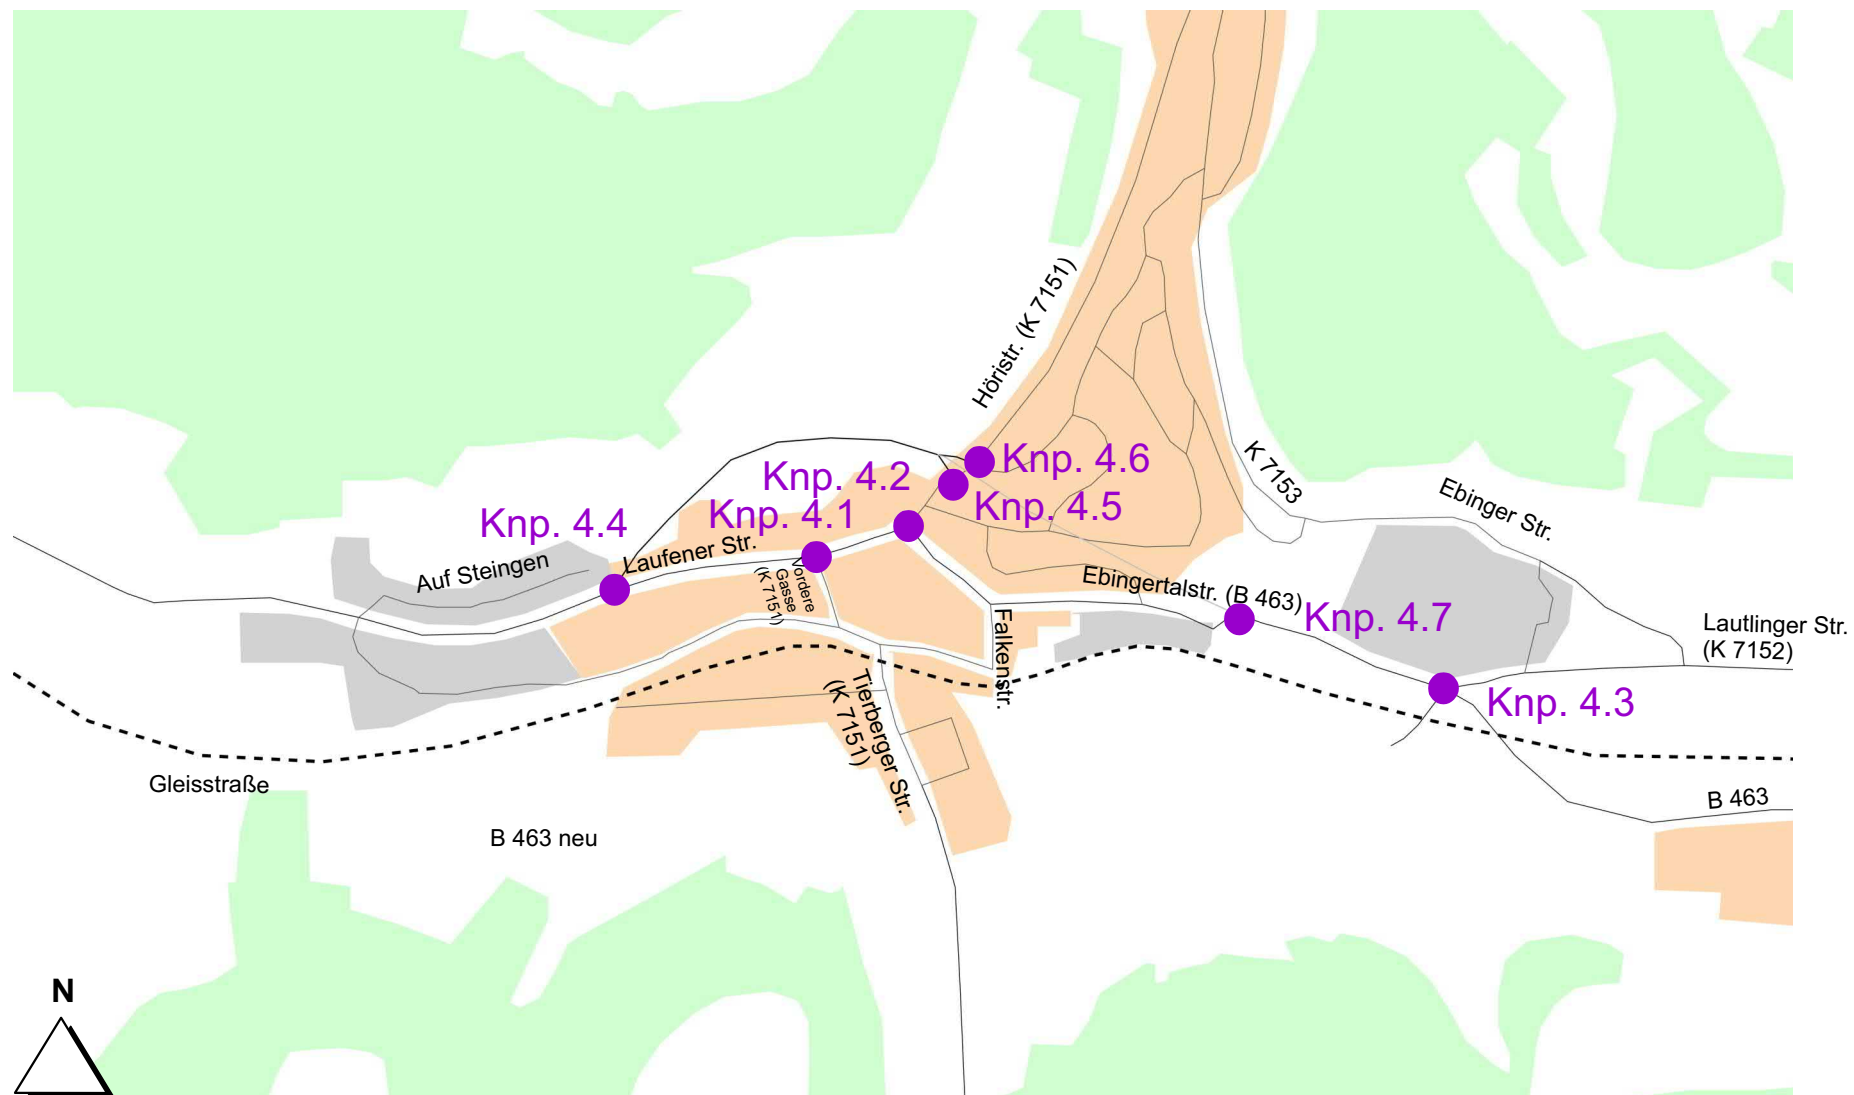 Höristr. (K 7151)
Knp. 4.6
Knp. 4.2
Knp. 4.5
Knp. 4.1
Knp. 4.4
K 7153
Ebinger Str.
Laufener Str.
Auf Steingen
Vordere
Gasse
(K 7151)
Ebingertalstr. (B 463)
Knp. 4.7
Falkenstr.
Lautlinger Str.
(K 7152)
Knp. 4.3
Tierberger Str.
(K 7151)
Gleisstraße
B 463
B 463 neu
N